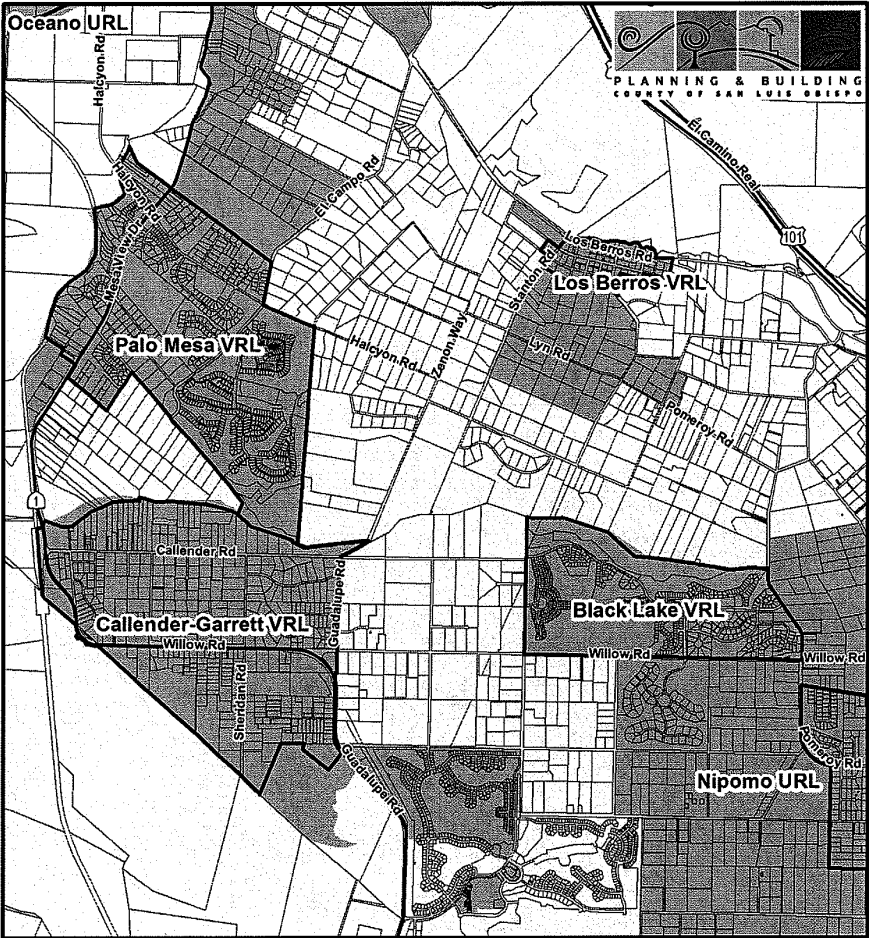 Oceano URL
Halcyon Rd
PLANNING & BUILDING
COUNTY OF SAN LUIS OBISPO
El Camino Real
101
El Campo Rd
Halcyon Rd
Mesa View Dr
Los Berros Rd
Stanton Rd
Los Berros VRL
Palo Mesa VRL
Halcyon Rd
Zenon Way
Lyn Rd
Pomeroy Rd
1
Callender Rd
Guadalupe Rd
Callender-Garrett VRL
Willow Rd
Black Lake VRL
Willow Rd
Willow Rd
Sheridan Rd
Guadalupe Rd
Pomeroy Rd
Nipomo URL